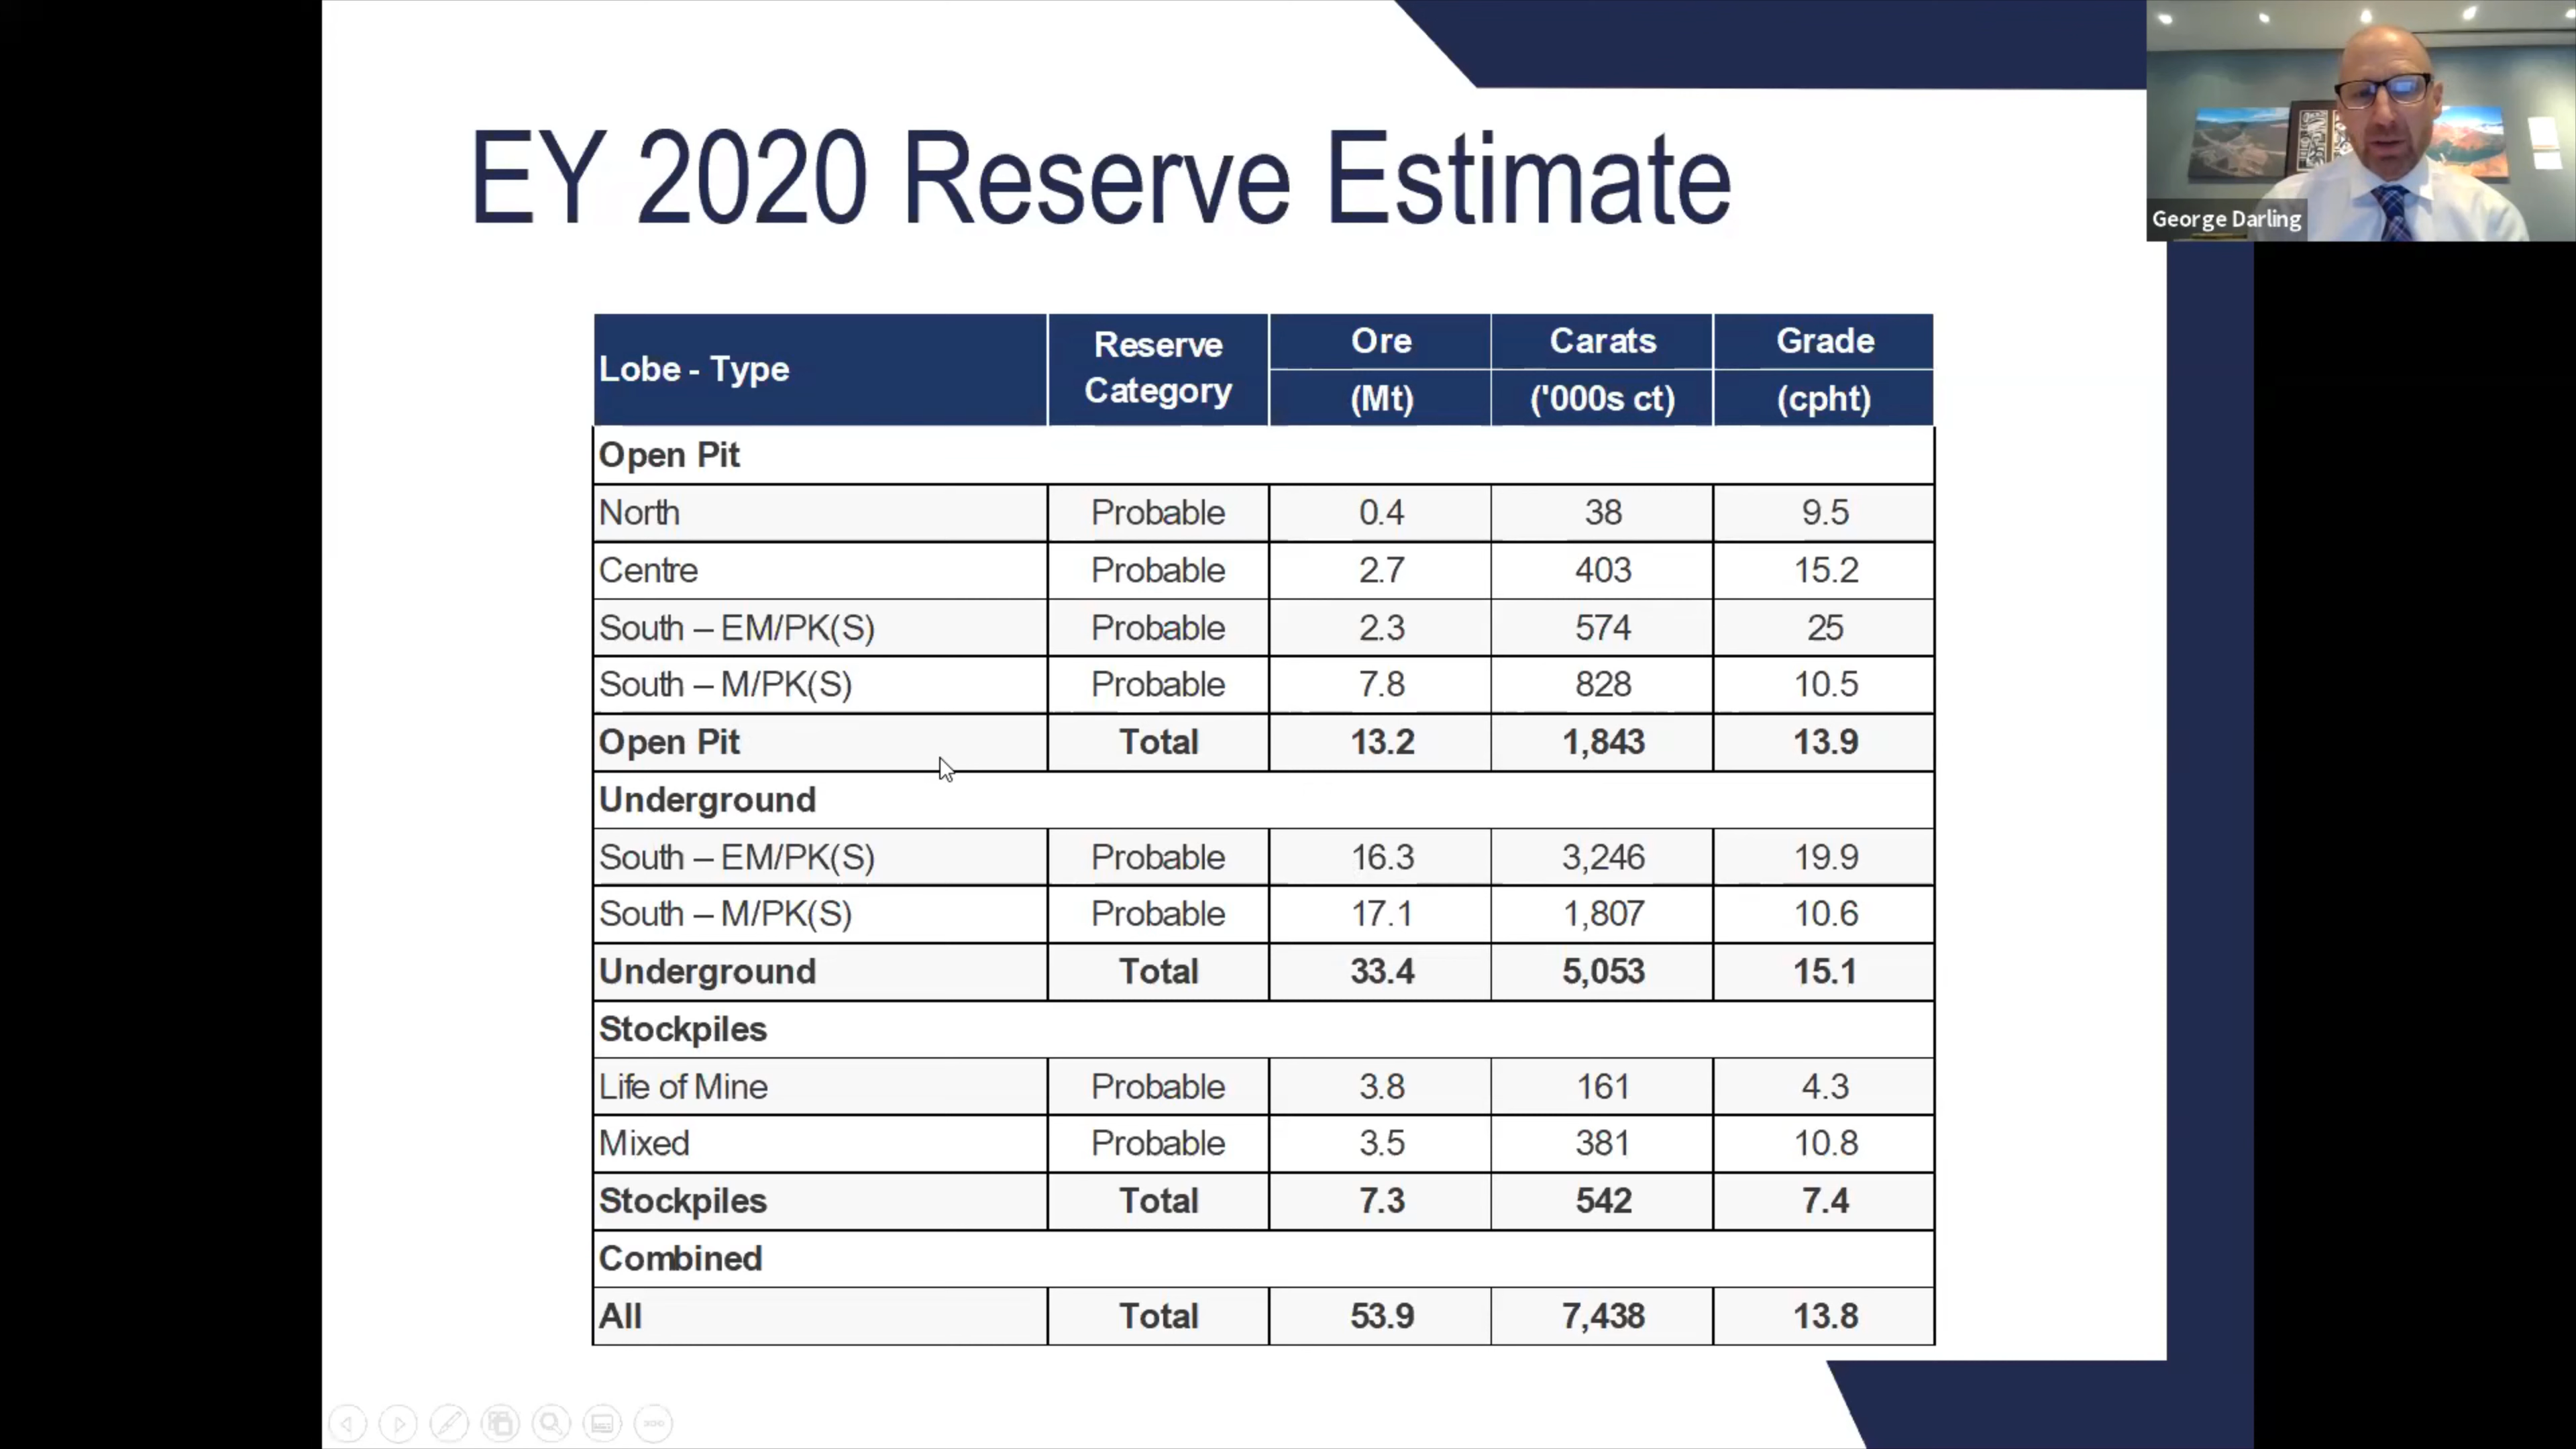 EY 2020 Reserve Estimate
George Darling
Lobe - Type Reserve Category Ore Carats Grade
(Mt) ('000s ct) (cpht)
Open Pit
North Probable 0.4 38 9.5
Centre Probable 2.7 403 15.2
South – EM/PK(S) Probable 2.3 574 25
South – M/PK(S) Probable 7.8 828 10.5
Open Pit Total 13.2 1,843 13.9
Underground
South – EM/PK(S) Probable 16.3 3,246 19.9
South – M/PK(S) Probable 17.1 1,807 10.6
Underground Total 33.4 5,053 15.1
Stockpiles
Life of Mine Probable 3.8 161 4.3
Mixed Probable 3.5 381 10.8
Stockpiles Total 7.3 542 7.4
Combined
All Total 53.9 7,438 13.8